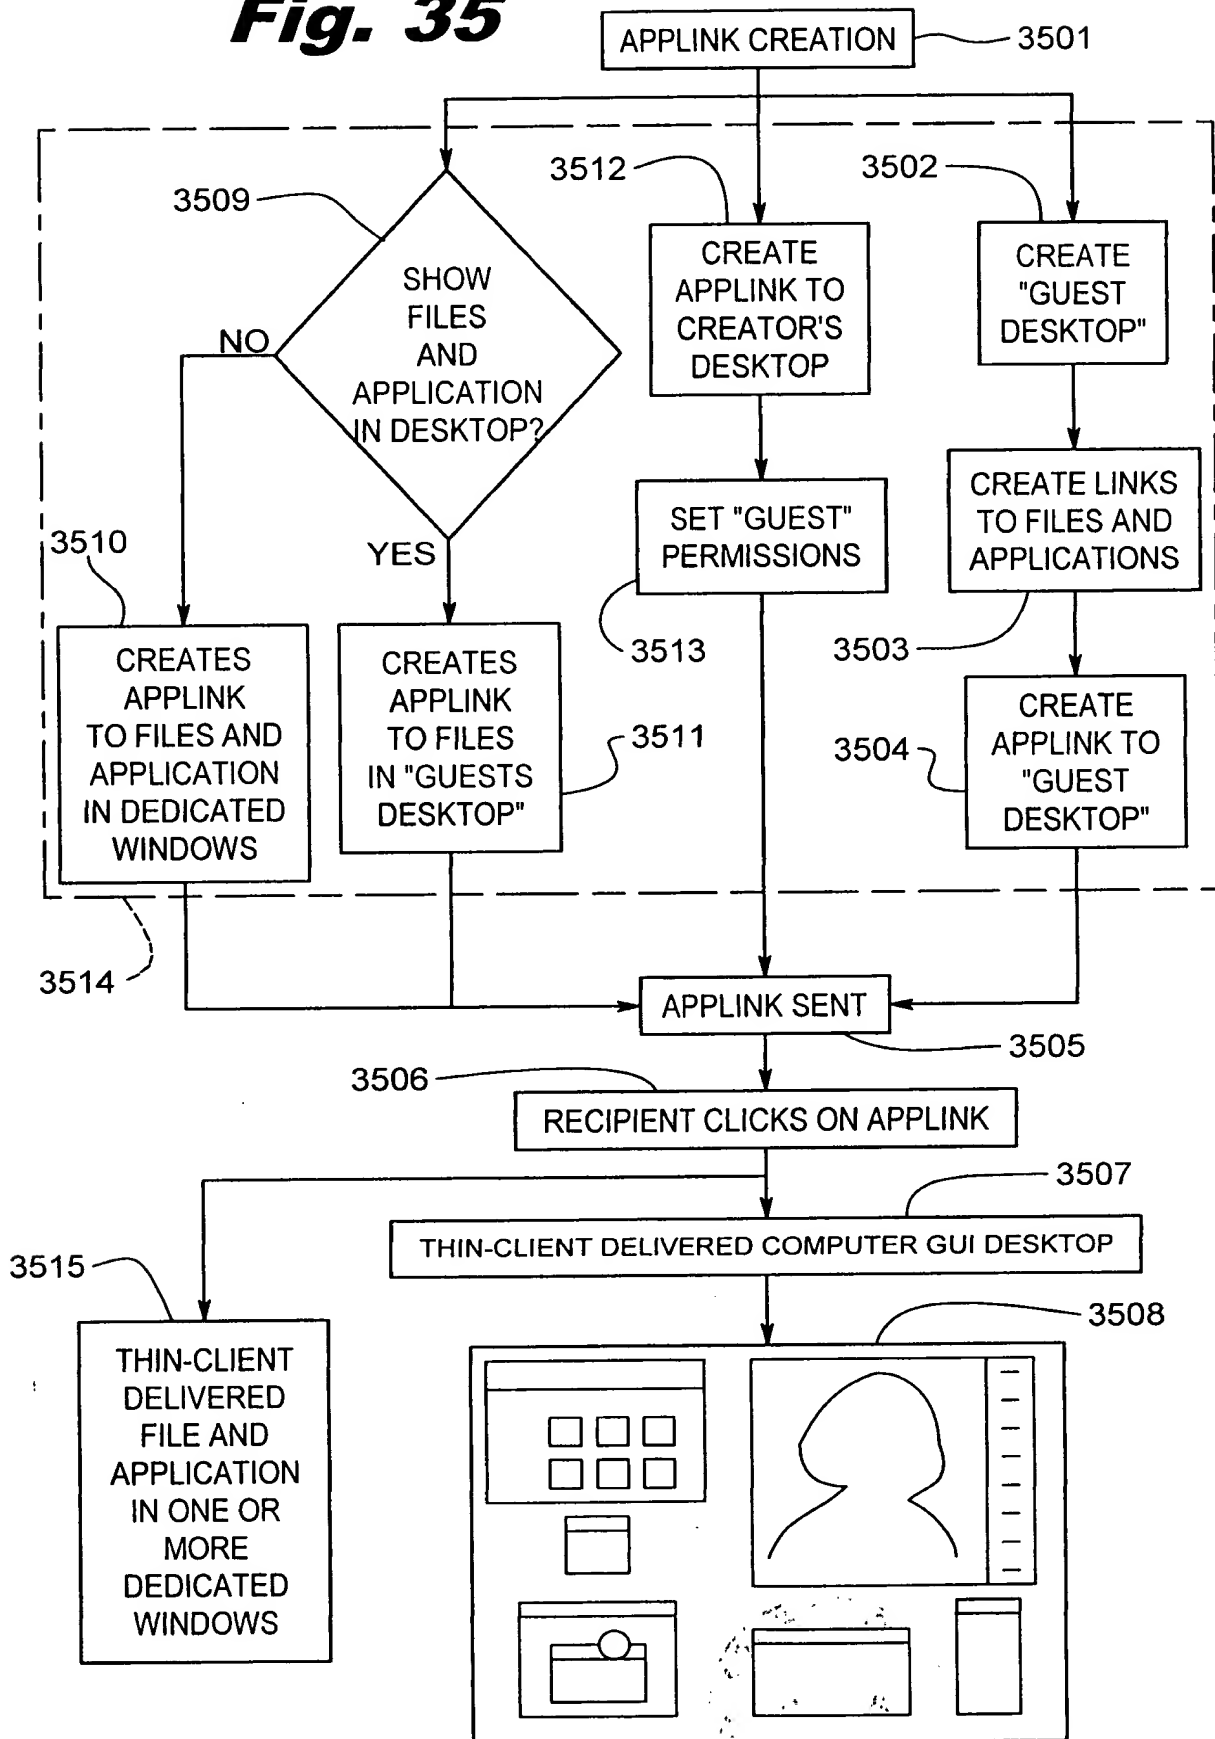 Fig. 35
APPLINK CREATION
3501
3509
3512
3502
SHOW
FILES
AND
APPLICATION
IN DESKTOP?
NO
YES
CREATE
APPLINK TO
CREATOR'S
DESKTOP
CREATE
"GUEST
DESKTOP"
SET "GUEST"
PERMISSIONS
3513
CREATE LINKS
TO FILES AND
APPLICATIONS
3503
3510
CREATES
APPLINK
TO FILES AND
APPLICATION
IN DEDICATED
WINDOWS
CREATES
APPLINK
TO FILES
IN "GUESTS
DESKTOP"
3511
3504
CREATE
APPLINK TO
"GUEST
DESKTOP"
3514
APPLINK SENT
3505
3506
RECIPIENT CLICKS ON APPLINK
3507
THIN-CLIENT DELIVERED COMPUTER GUI DESKTOP
3515
3508
THIN-CLIENT
DELIVERED
FILE AND
APPLICATION
IN ONE OR
MORE
DEDICATED
WINDOWS